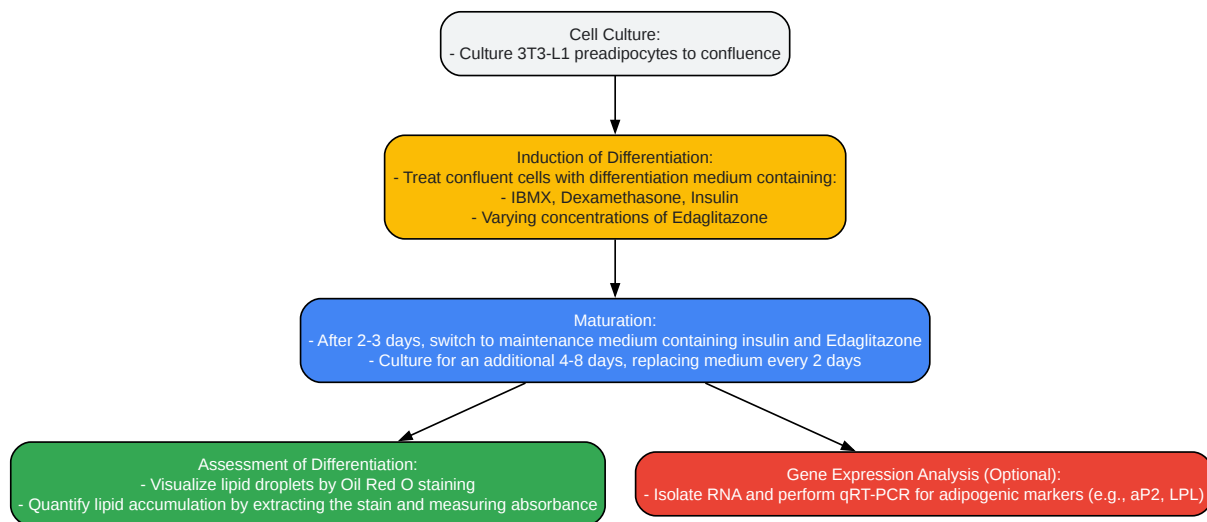 Cell Culture:
- Culture 3T3-L1 preadipocytes to confluence
Induction of Differentiation:
- Treat confluent cells with differentiation medium containing:
- IBMX, Dexamethasone, Insulin
- Varying concentrations of Edaglitazone
Maturation:
- After 2-3 days, switch to maintenance medium containing insulin and Edaglitazone
- Culture for an additional 4-8 days, replacing medium every 2 days
Assessment of Differentiation:
- Visualize lipid droplets by Oil Red O staining
- Quantify lipid accumulation by extracting the stain and measuring absorbance
Gene Expression Analysis (Optional):
- Isolate RNA and perform qRT-PCR for adipogenic markers (e.g., aP2, LPL)